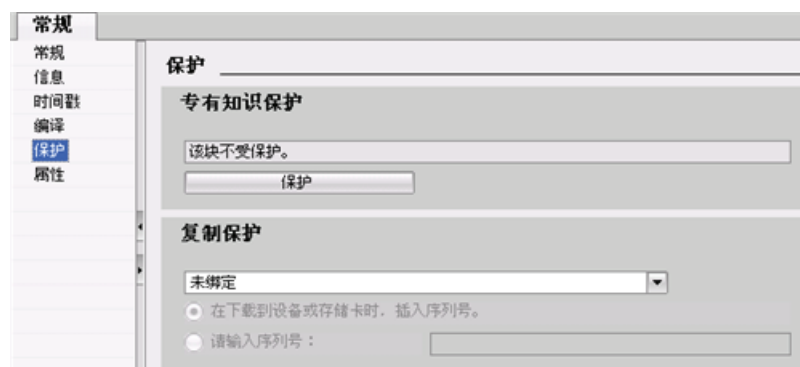 常规
常规
信息
时间戳
编译
保护
属性
保护
专有知识保护
该块不受保护。
保护
复制保护
未绑定
在下载到设备或存储卡时，插入序列号。
请输入序列号：